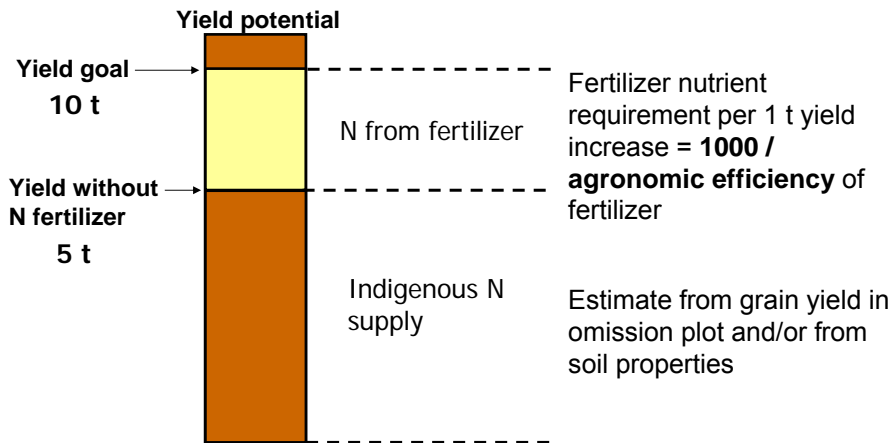 Yield potential
Yield goal
10 t
N from fertilizer
Fertilizer nutrient
requirement per 1 t yield
increase = 1000 /
agronomic efficiency of
fertilizer
Yield without
N fertilizer
5 t
Indigenous N
supply
Estimate from grain yield in
omission plot and/or from
soil properties